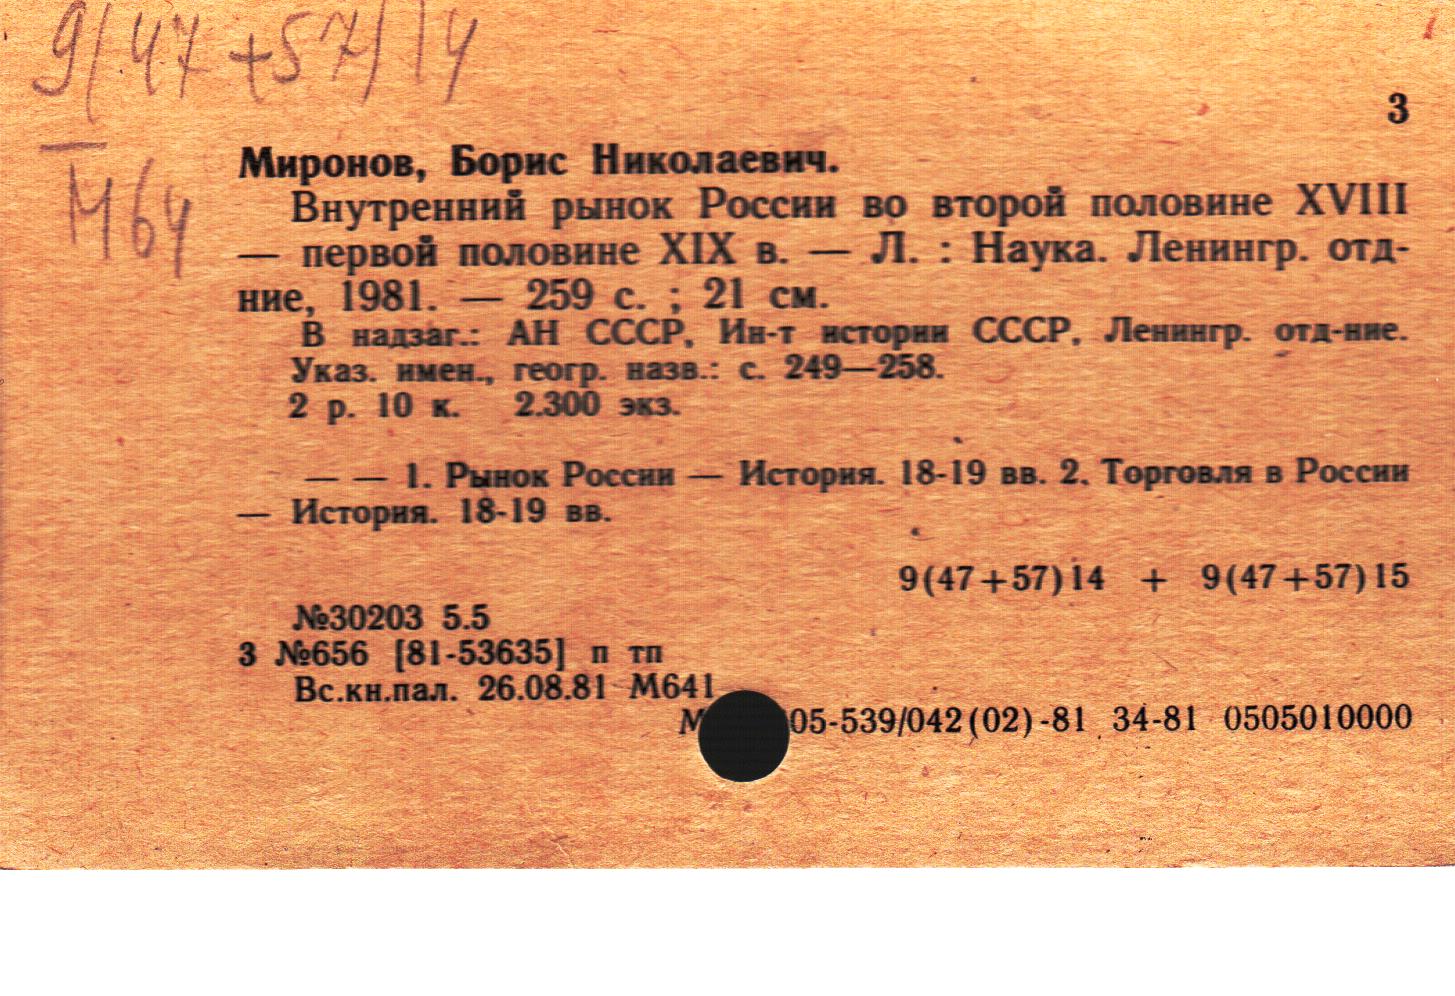 9(47+57)14
3
М64
Миронов, Борис Николаевич.
Внутренний рынок России во второй половине XVIII
— первой половине XIX в. — Л. : Наука. Ленингр. отд-
ние, 1981. — 259 с. ; 21 см.
В надзаг.: АН СССР, Ин-т истории СССР, Ленингр. отд-ние.
Указ. имен., геогр. назв.: с. 249—258.
2 р. 10 к. 2.300 экз.
— — 1. Рынок России — История. 18-19 вв. 2. Торговля в России
— История. 18-19 вв.
9(47+57)14 + 9(47+57)15
№30203 5.5
3 №656 [81-53635] п тп
Вс.кн.пал. 26.08.81 М641
05-539/042(02)-81 34-81 0505010000